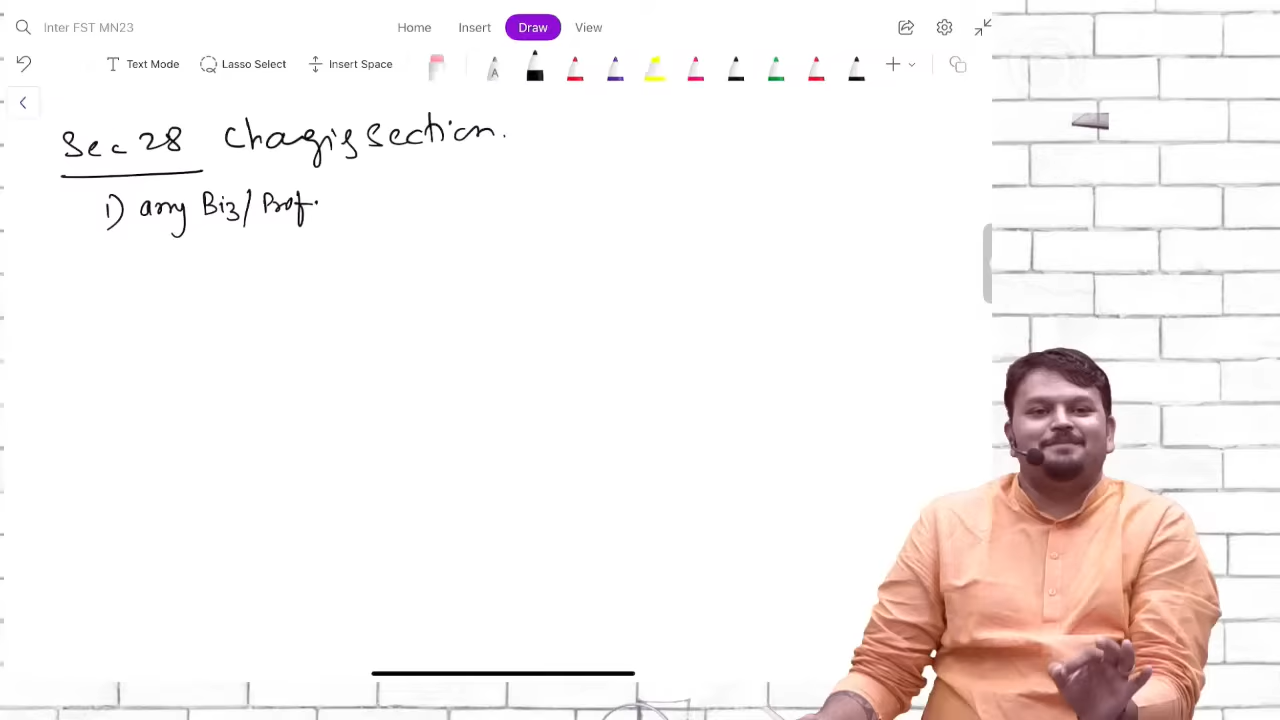 Inter FST MN23
Home Insert Draw View
Text Mode Lasso Select Insert Space
A
Sec 28 Chargig section.
1) any Biz/Prof.